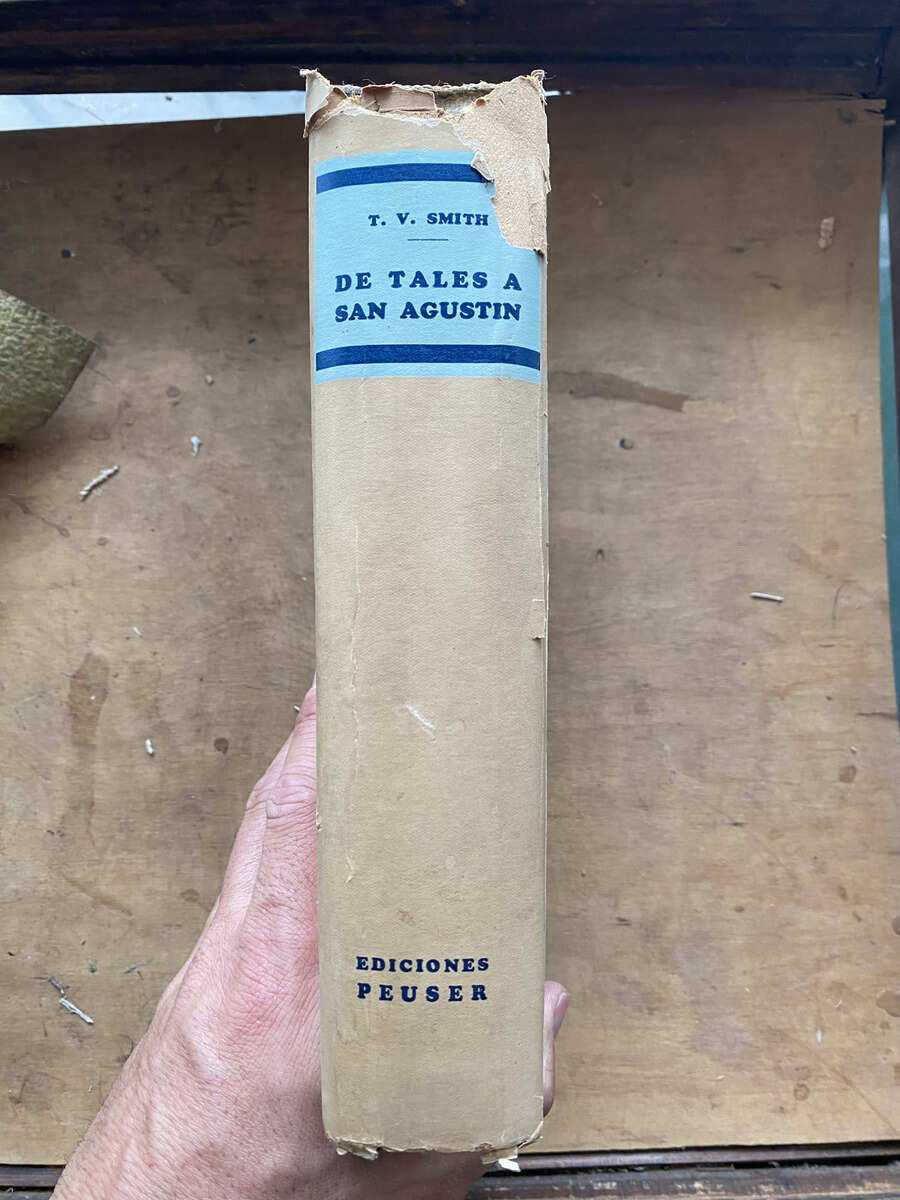 T. V. SMITH
DE TALES A
SAN AGUSTIN
EDICIONES
PEUSER